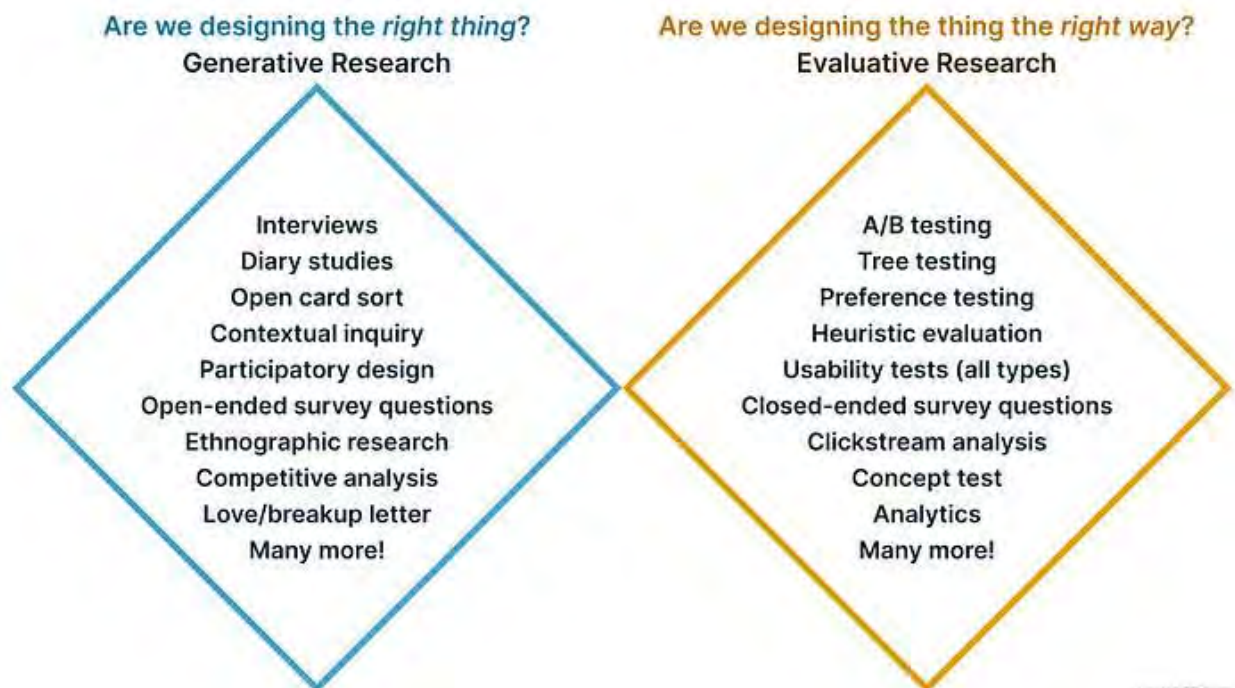 Are we designing the right thing?
Generative Research
Interviews
Diary studies
Open card sort
Contextual inquiry
Participatory design
Open-ended survey questions
Ethnographic research
Competitive analysis
Love/breakup letter
Many more!
Are we designing the thing the right way?
Evaluative Research
A/B testing
Tree testing
Preference testing
Heuristic evaluation
Usability tests (all types)
Closed-ended survey questions
Clickstream analysis
Concept test
Analytics
Many more!